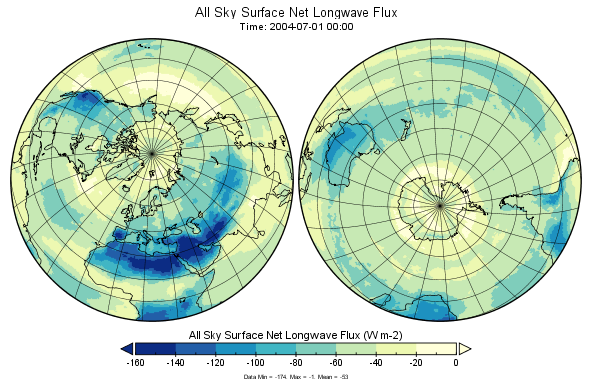 All Sky Surface Net Longwave Flux
Time: 2004-07-01 00:00
All Sky Surface Net Longwave Flux (W m-2)
-160 -140 -120 -100 -80 -60 -40 -20 0
Data Min = -174, Max = -1, Mean = -53